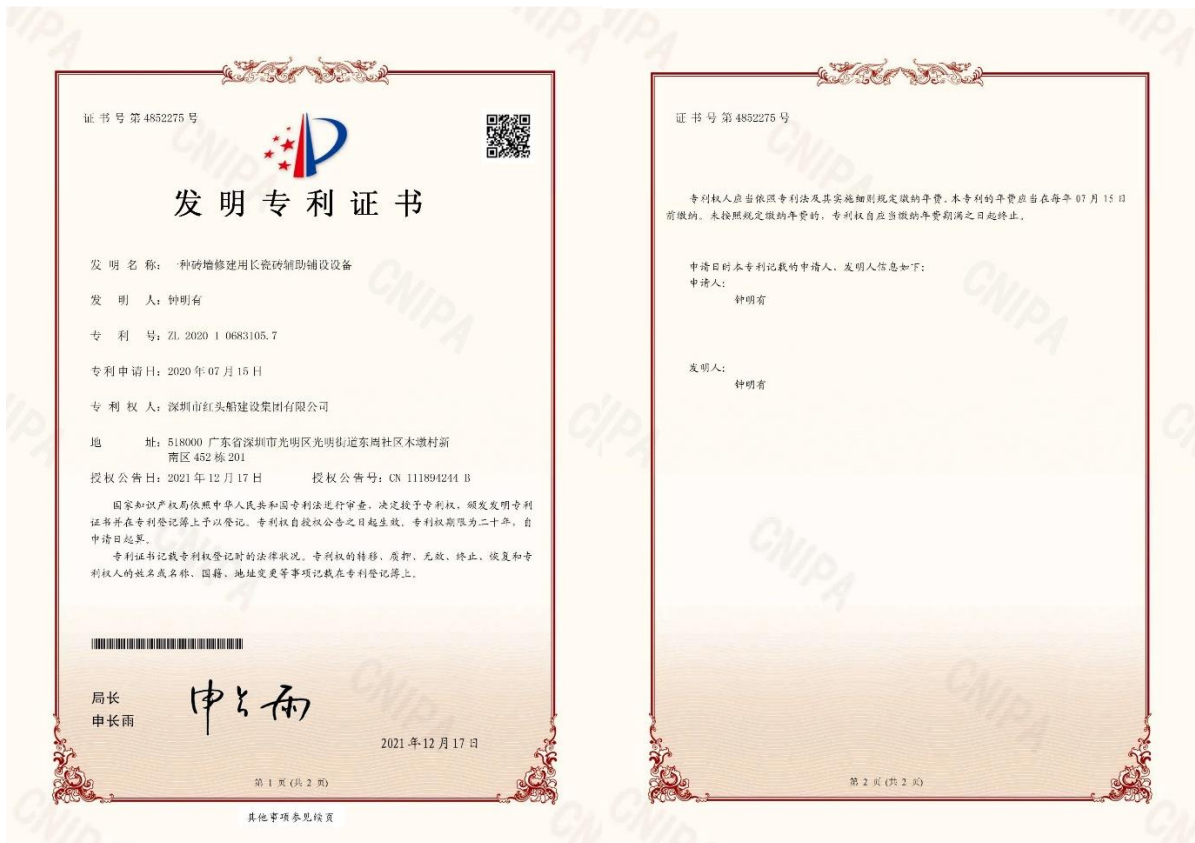 证书号第4852275号
发明专利证书
发明名称：一种砖墙修建用长瓷砖辅助铺设设备
发明人：钟明有
专利号：ZL 2020 1 0683105.7
专利申请日：2020年07月15日
专利权人：深圳市红头船建设集团有限公司
地址：518000 广东省深圳市光明区光明街道东周社区木墩村新
南区452栋201
授权公告日：2021年12月17日 授权公告号：CN 111894244 B
国家知识产权局依照中华人民共和国专利法进行审查，决定授予专利权，颁发发明专利
证书并在专利登记簿上予以登记。专利权自授权公告之日起生效。专利权期限为二十年，自
申请日起算。
专利证书记载专利权登记时的法律状况。专利权的转移、质押、无效、终止、恢复和专
利权人的姓名或名称、国籍、地址变更等事项记载在专利登记簿上。
局长
申长雨
申长雨
2021年12月17日
第1页(共2页)
其他事项参见续页
证书号第4852275号
专利权人应当依照专利法及其实施细则规定缴纳年费。本专利的年费应当在每年07月15日
前缴纳。未按照规定缴纳年费的，专利权自应当缴纳年费期满之日起终止。
申请日时本专利记载的申请人、发明人信息如下：
申请人：
钟明有
发明人：
钟明有
第2页(共2页)
CNIPA